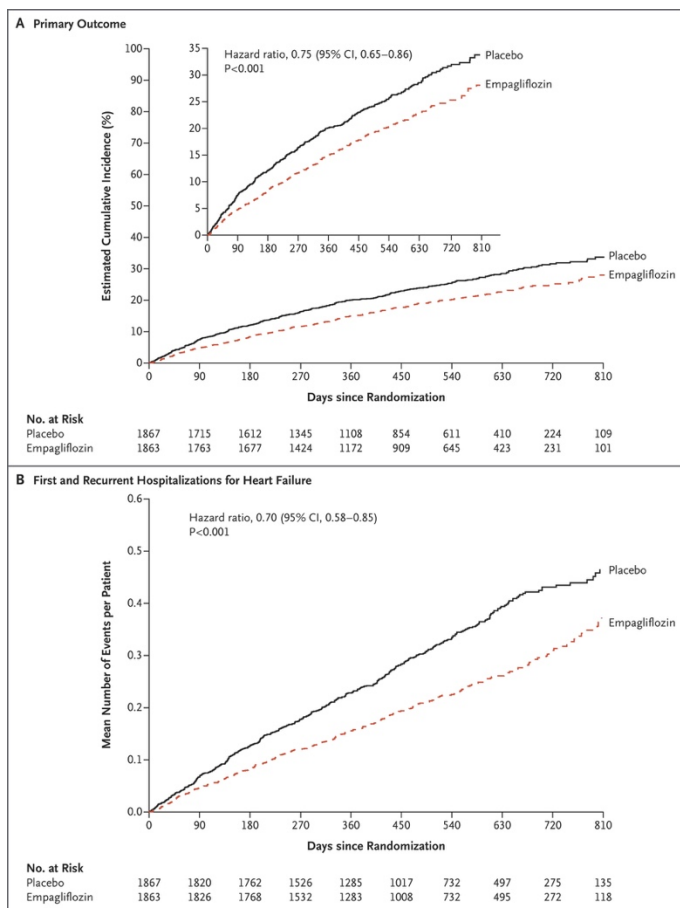 A Primary Outcome
Estimated Cumulative Incidence (%)
100
90
80
70
60
50
40
30
20
10
0
35
30
25
20
15
10
5
0
Hazard ratio, 0.75 (95% CI, 0.65–0.86)
P<0.001
Placebo
Empagliflozin
0 90 180 270 360 450 540 630 720 810
Placebo
Empagliflozin
0 90 180 270 360 450 540 630 720 810
Days since Randomization
No. at Risk
Placebo 1867 1715 1612 1345 1108 854 611 410 224 109
Empagliflozin 1863 1763 1677 1424 1172 909 645 423 231 101
B First and Recurrent Hospitalizations for Heart Failure
Mean Number of Events per Patient
0.6
0.5
0.4
0.3
0.2
0.1
0.0
Hazard ratio, 0.70 (95% CI, 0.58–0.85)
P<0.001
Placebo
Empagliflozin
0 90 180 270 360 450 540 630 720 810
Days since Randomization
No. at Risk
Placebo 1867 1820 1762 1526 1285 1017 732 497 275 135
Empagliflozin 1863 1826 1768 1532 1283 1008 732 495 272 118